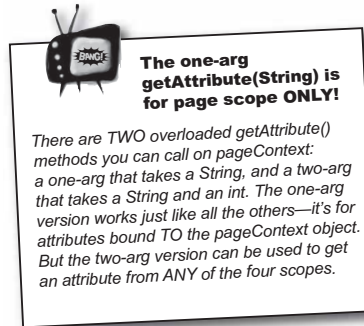 BANG!
The one-arg
getAttribute(String) is
for page scope ONLY!
There are TWO overloaded getAttribute()
methods you can call on pageContext:
a one-arg that takes a String, and a two-arg
that takes a String and an int. The one-arg
version works just like all the others—it's for
attributes bound TO the pageContext object.
But the two-arg version can be used to get
an attribute from ANY of the four scopes.